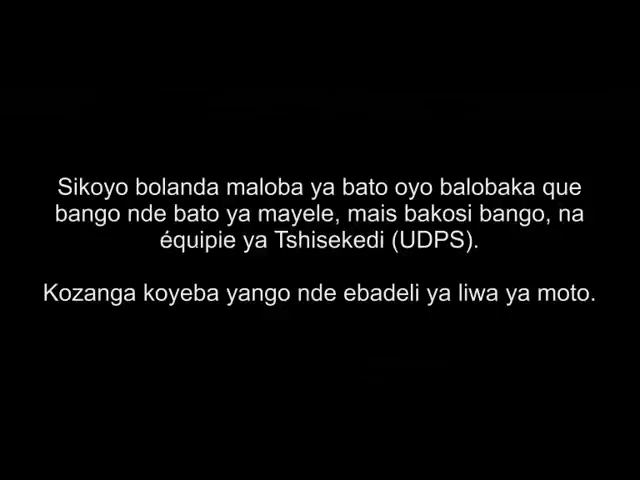 Sikoyo bolanda maloba ya bato oyo balobaka que
bango nde bato ya mayele, mais bakosi bango, na
équipie ya Tshisekedi (UDPS).
Kozanga koyeba yango nde ebadeli ya liwa ya moto.